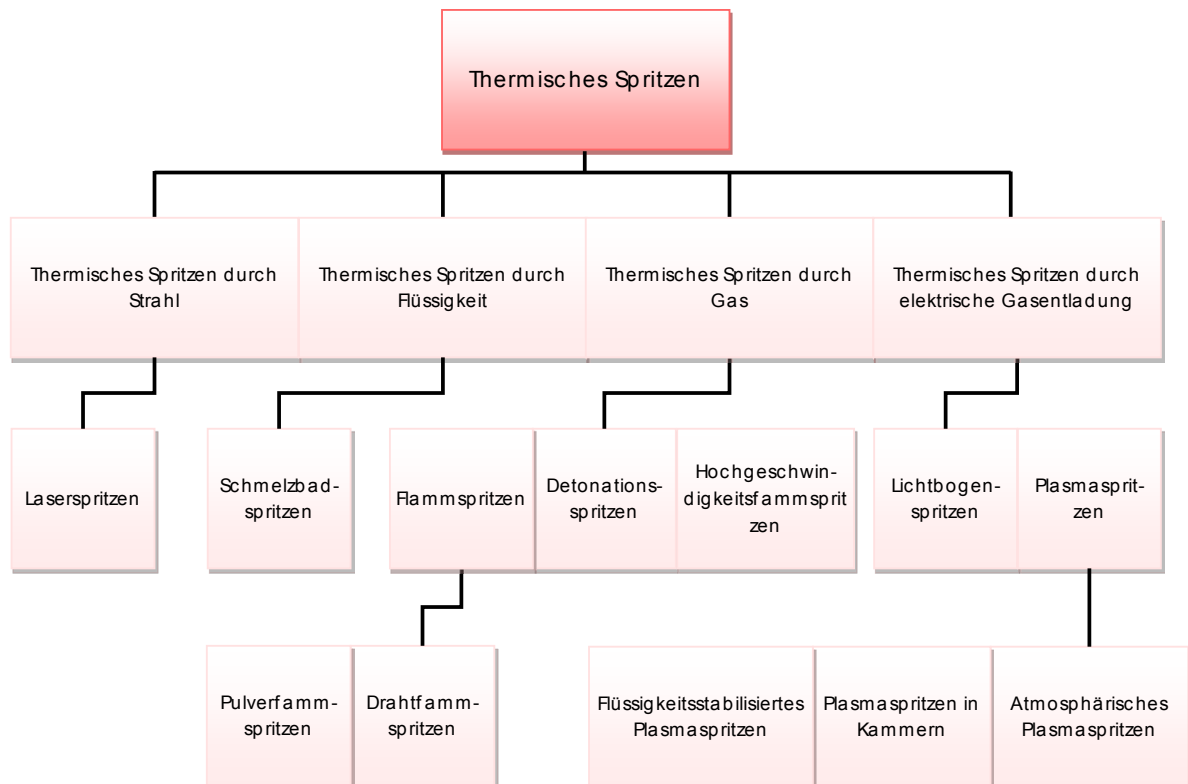 Thermisches Spritzen
Thermisches Spritzen durch
Strahl
Thermisches Spritzen durch
Flüssigkeit
Thermisches Spritzen durch
Gas
Thermisches Spritzen durch
elektrische Gasentladung
Laserspritzen
Schmelzbad-
spritzen
Flammspritzen
Detonations-
spritzen
Hochgeschwin-
digkeitsfammsprit
zen
Lichtbogen-
spritzen
Plasmasprit-
zen
Pulverfamm-
spritzen
Drahtfamm-
spritzen
Flüssigkeitsstabilisiertes
Plasmaspritzen
Plasmaspritzen in
Kammern
Atmosphärisches
Plasmaspritzen